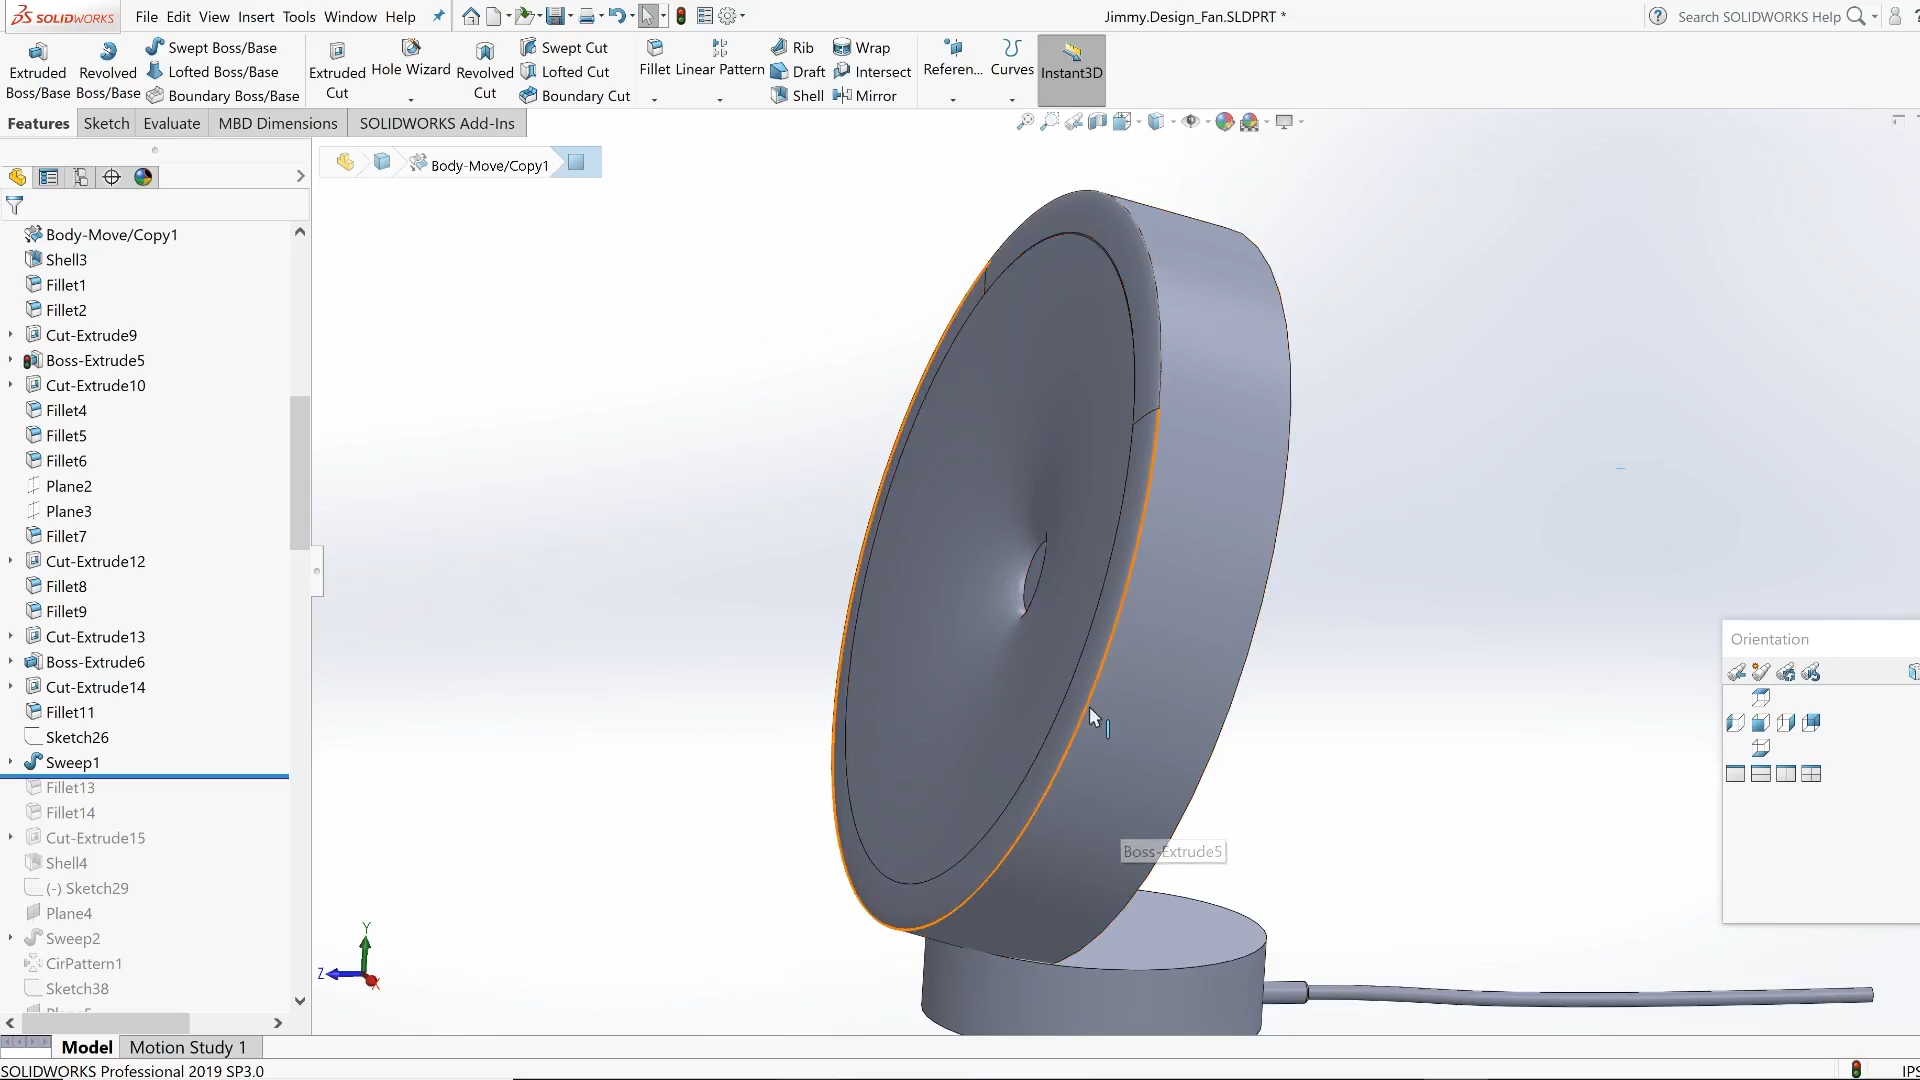 SOLIDWORKS File Edit View Insert Tools Window Help Jimmy.Design_Fan.SLDPRT * Search SOLIDWORKS Help
Extruded Boss/Base
Revolved Boss/Base
Swept Boss/Base
Lofted Boss/Base
Boundary Boss/Base
Extruded Cut
Hole Wizard
Revolved Cut
Swept Cut
Lofted Cut
Boundary Cut
Fillet
Linear Pattern
Rib
Draft
Shell
Wrap
Intersect
Mirror
Referen...
Curves
Instant3D
Features Sketch Evaluate MBD Dimensions SOLIDWORKS Add-Ins
Body-Move/Copy1
Body-Move/Copy1
Shell3
Fillet1
Fillet2
Cut-Extrude9
Boss-Extrude5
Cut-Extrude10
Fillet4
Fillet5
Fillet6
Plane2
Plane3
Fillet7
Cut-Extrude12
Fillet8
Fillet9
Cut-Extrude13
Boss-Extrude6
Cut-Extrude14
Fillet11
Sketch26
Sweep1
Fillet13
Fillet14
Cut-Extrude15
Shell4
(-) Sketch29
Plane4
Sweep2
CirPattern1
Sketch38
Orientation
Boss-Extrude5
Y
Z
X
Model Motion Study 1
SOLIDWORKS Professional 2019 SP3.0